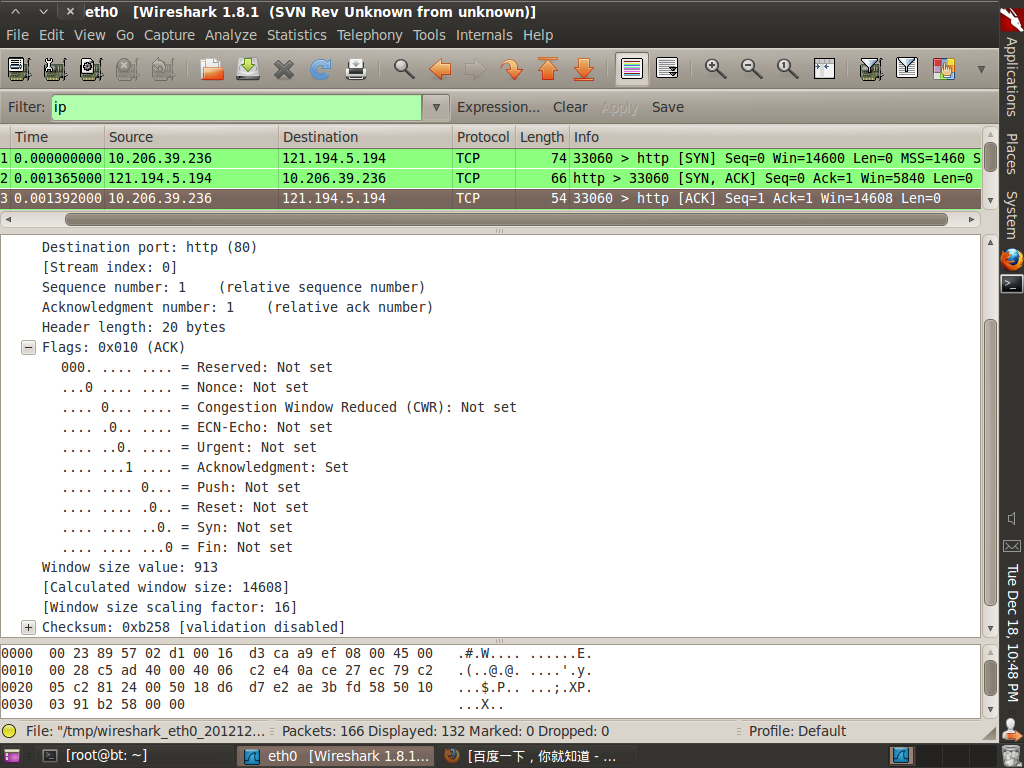 eth0   [Wireshark 1.8.1  (SVN Rev Unknown from unknown)]
File Edit View Go Capture Analyze Statistics Telephony Tools Internals Help
Filter: ip Expression... Clear Apply Save
Time Source Destination Protocol Length Info
1 0.000000000 10.206.39.236 121.194.5.194 TCP 74 33060 > http [SYN] Seq=0 Win=14600 Len=0 MSS=1460 S
2 0.001365000 121.194.5.194 10.206.39.236 TCP 66 http > 33060 [SYN, ACK] Seq=0 Ack=1 Win=5840 Len=0
3 0.001392000 10.206.39.236 121.194.5.194 TCP 54 33060 > http [ACK] Seq=1 Ack=1 Win=14608 Len=0
Destination port: http (80)
[Stream index: 0]
Sequence number: 1    (relative sequence number)
Acknowledgment number: 1    (relative ack number)
Header length: 20 bytes
Flags: 0x010 (ACK)
000. .... .... = Reserved: Not set
...0 .... .... = Nonce: Not set
.... 0... .... = Congestion Window Reduced (CWR): Not set
.... .0.. .... = ECN-Echo: Not set
.... ..0. .... = Urgent: Not set
.... ...1 .... = Acknowledgment: Set
.... .... 0... = Push: Not set
.... .... .0.. = Reset: Not set
.... .... ..0. = Syn: Not set
.... .... ...0 = Fin: Not set
Window size value: 913
[Calculated window size: 14608]
[Window size scaling factor: 16]
Checksum: 0xb258 [validation disabled]
0000  00 23 89 57 02 d1 00 16  d3 ca a9 ef 08 00 45 00   .#.W.... ......E.
0010  00 28 c5 ad 40 00 40 06  c2 e4 0a ce 27 ec 79 c2   .(..@.@. ....'.y.
0020  05 c2 81 24 00 50 18 d6  d7 e2 ae 3b fd 58 50 10   ...$.P.. ...;.XP.
0030  03 91 b2 58 00 00   ...X..
File: "/tmp/wireshark_eth0_201212... Packets: 166 Displayed: 132 Marked: 0 Dropped: 0 Profile: Default
[root@bt: ~] eth0   [Wireshark 1.8.1... [百度一下，你就知道 - ...
Applications
Places
System
Tue Dec 18, 10:48 PM